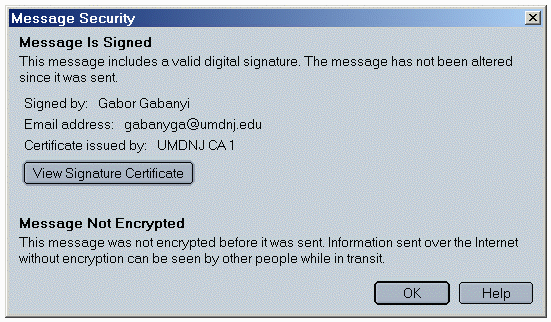 Message Security
Message Is Signed
This message includes a valid digital signature. The message has not been altered
since it was sent.
Signed by: Gabor Gabanyi
Email address: gabanyga@umdnj.edu
Certificate issued by: UMDNJ CA 1
View Signature Certificate
Message Not Encrypted
This message was not encrypted before it was sent. Information sent over the Internet
without encryption can be seen by other people while in transit.
OK Help